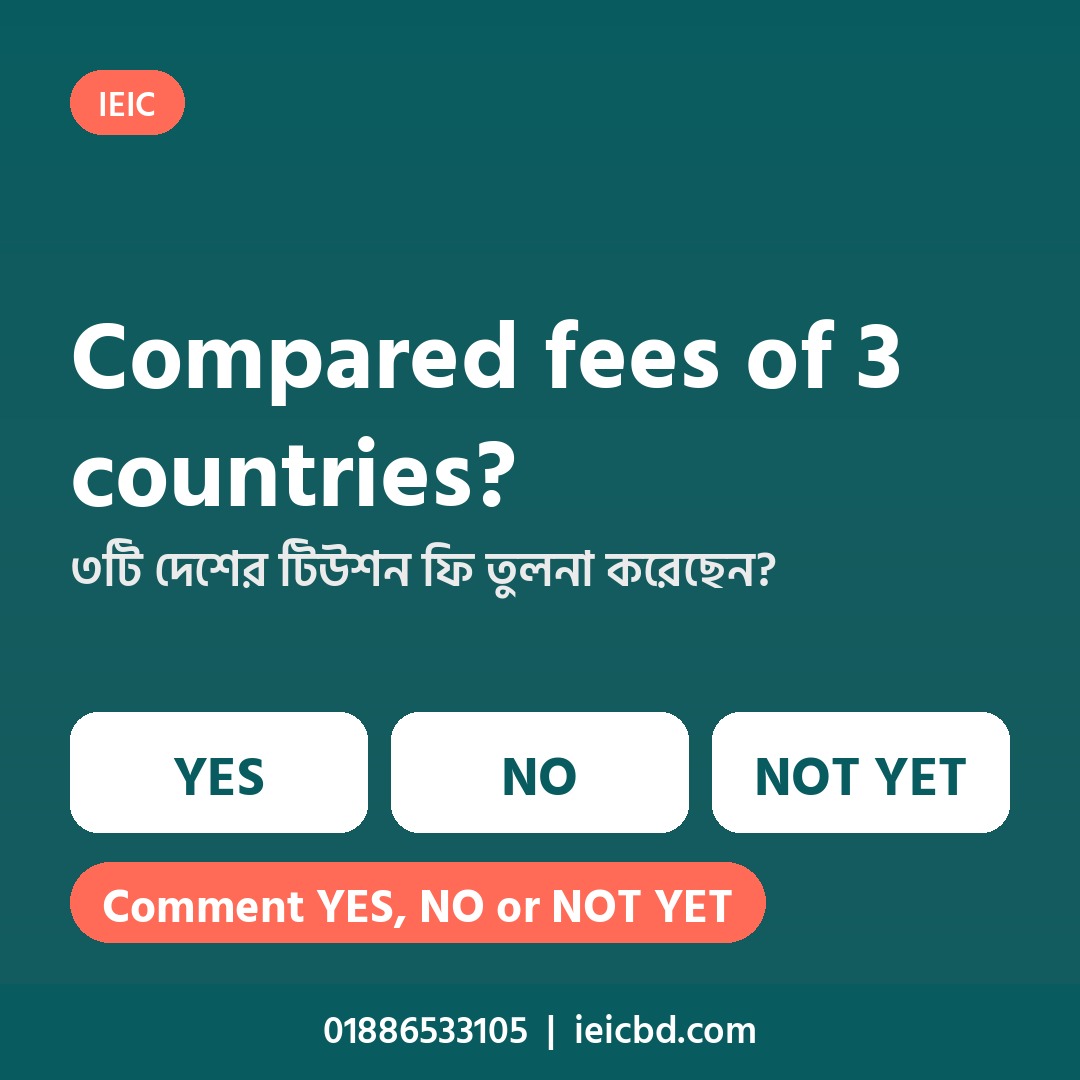 IEIC
Compared fees of 3
countries?
৩টি দেশের টিউশন ফি তুলনা করেছেন?
YES
NO
NOT YET
Comment YES, NO or NOT YET
01886533105 | ieicbd.com